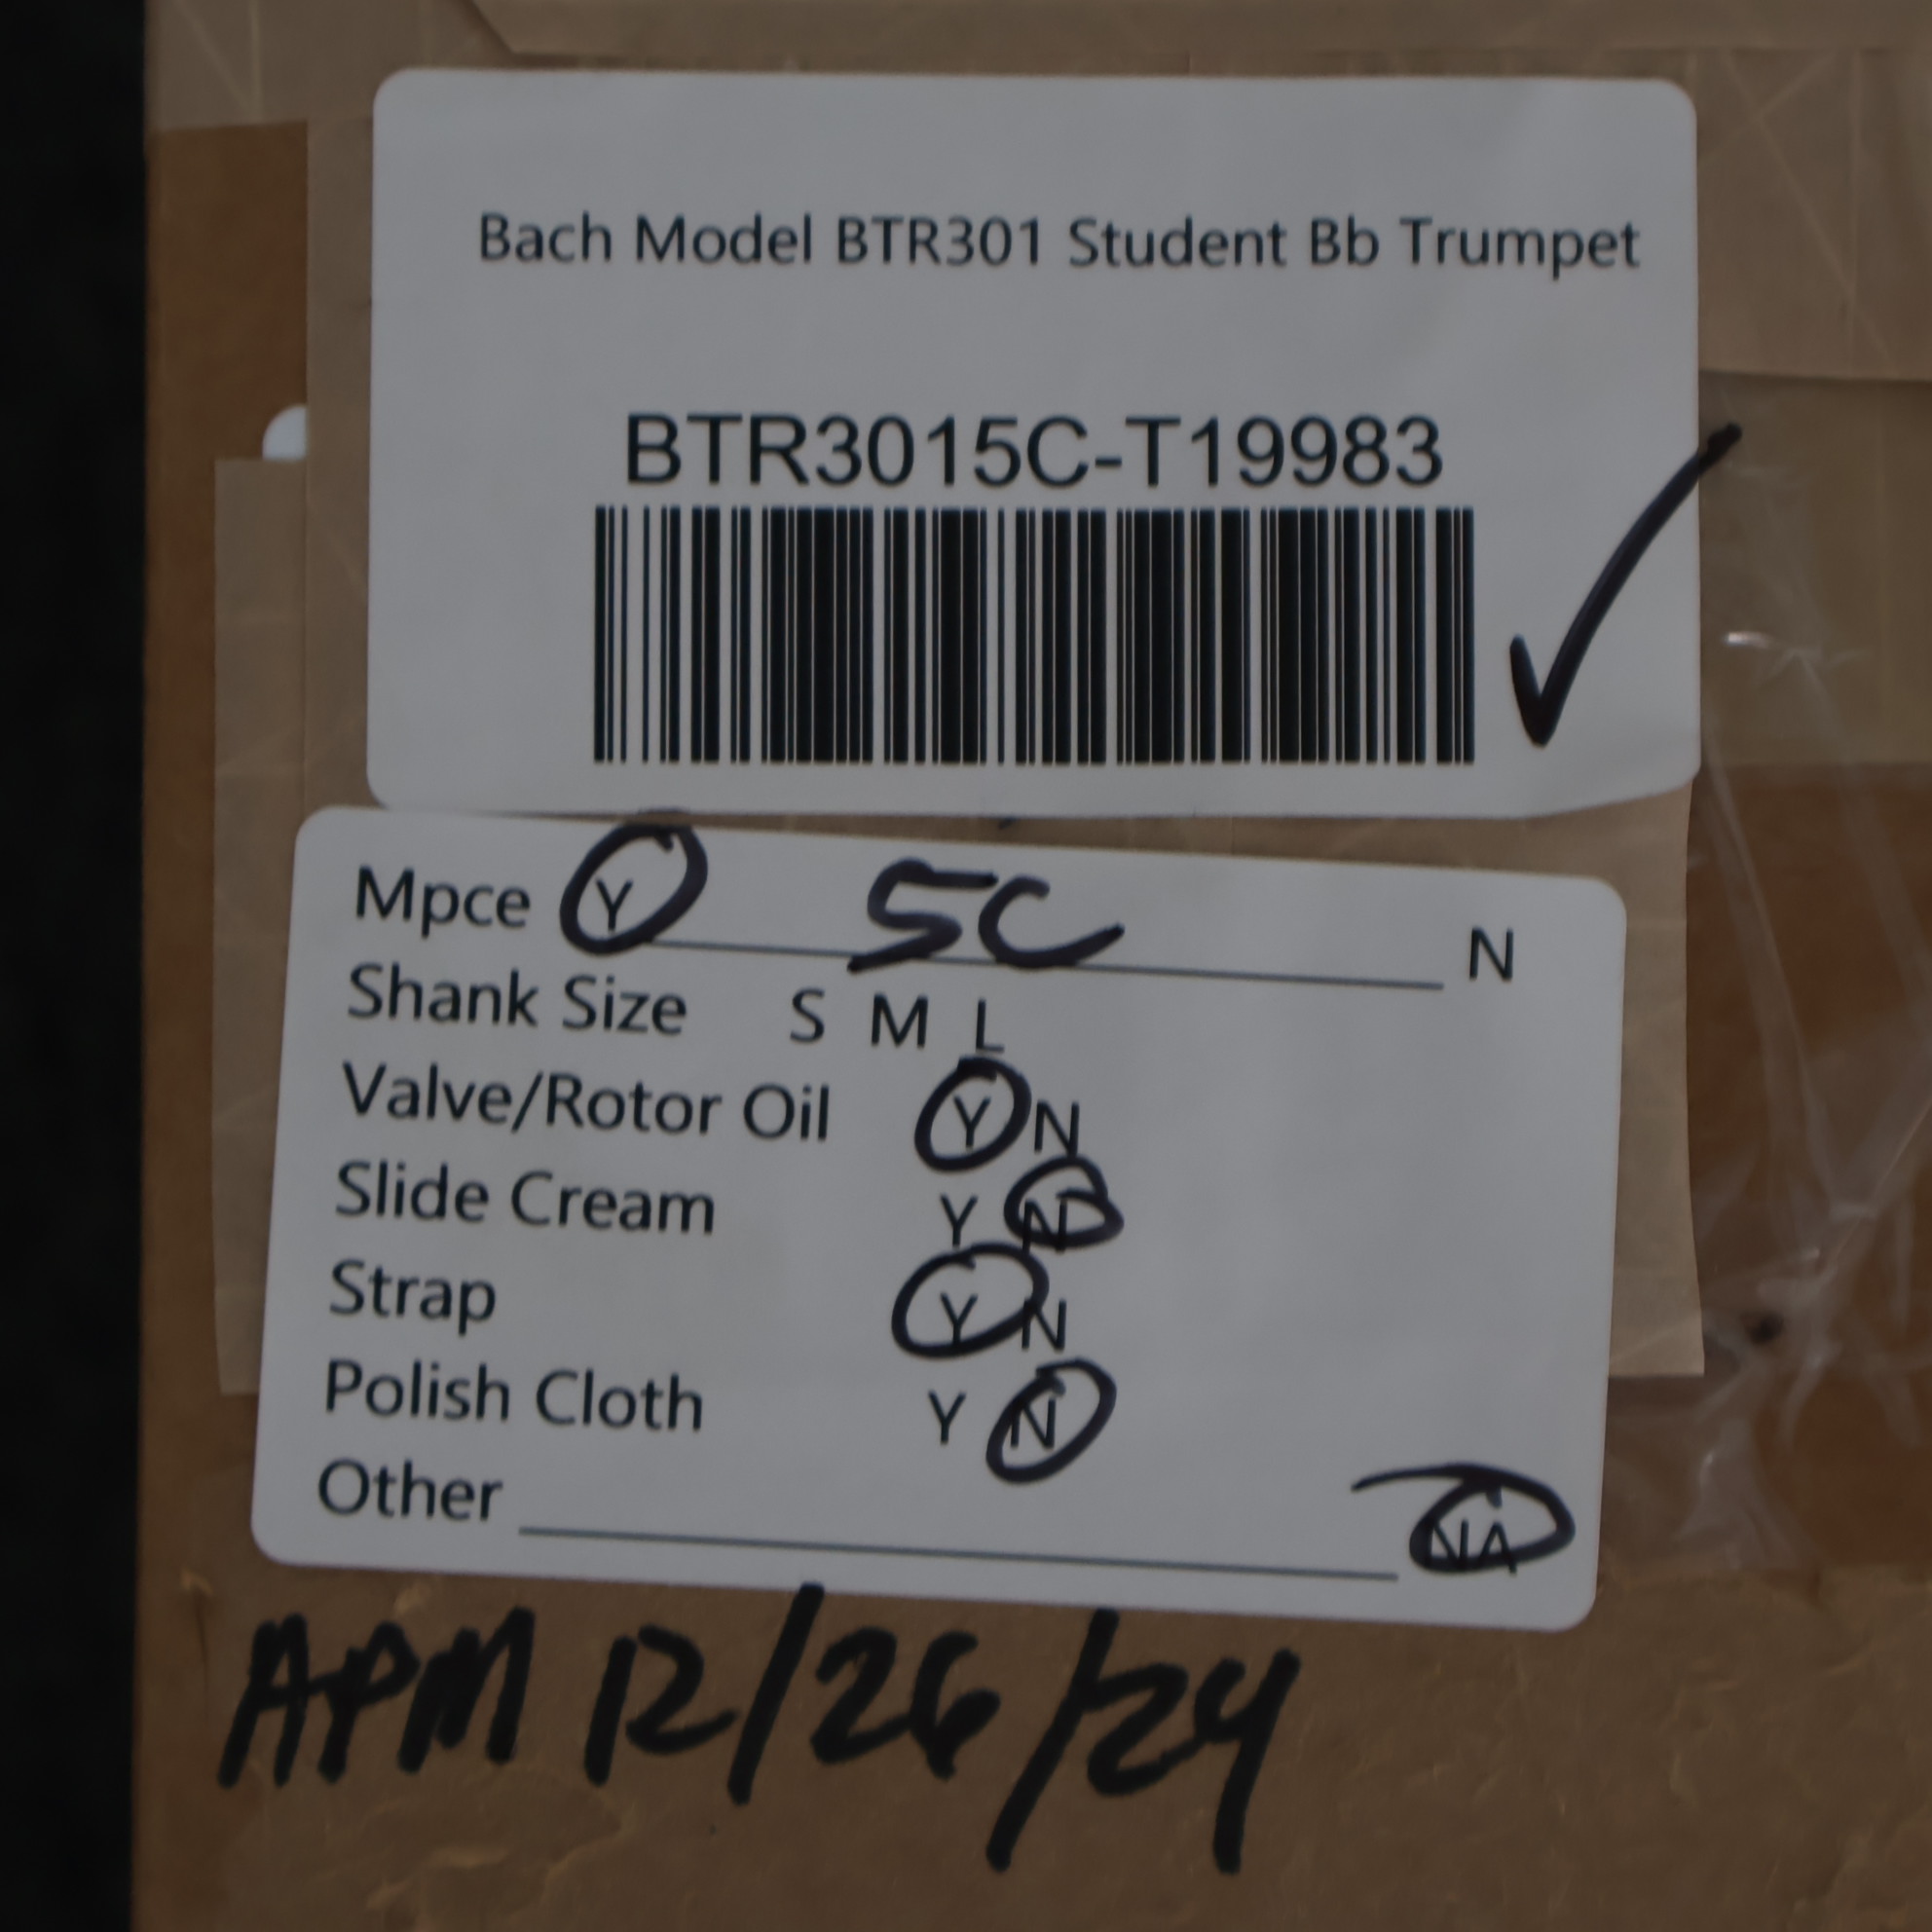 Bach Model BTR301 Student Bb Trumpet
BTR3015C-T19983
Mpce Y 5C N
Shank Size S M L
Valve/Rotor Oil Y N
Slide Cream Y N
Strap Y N
Polish Cloth Y N
Other NA
APM 12/26/24